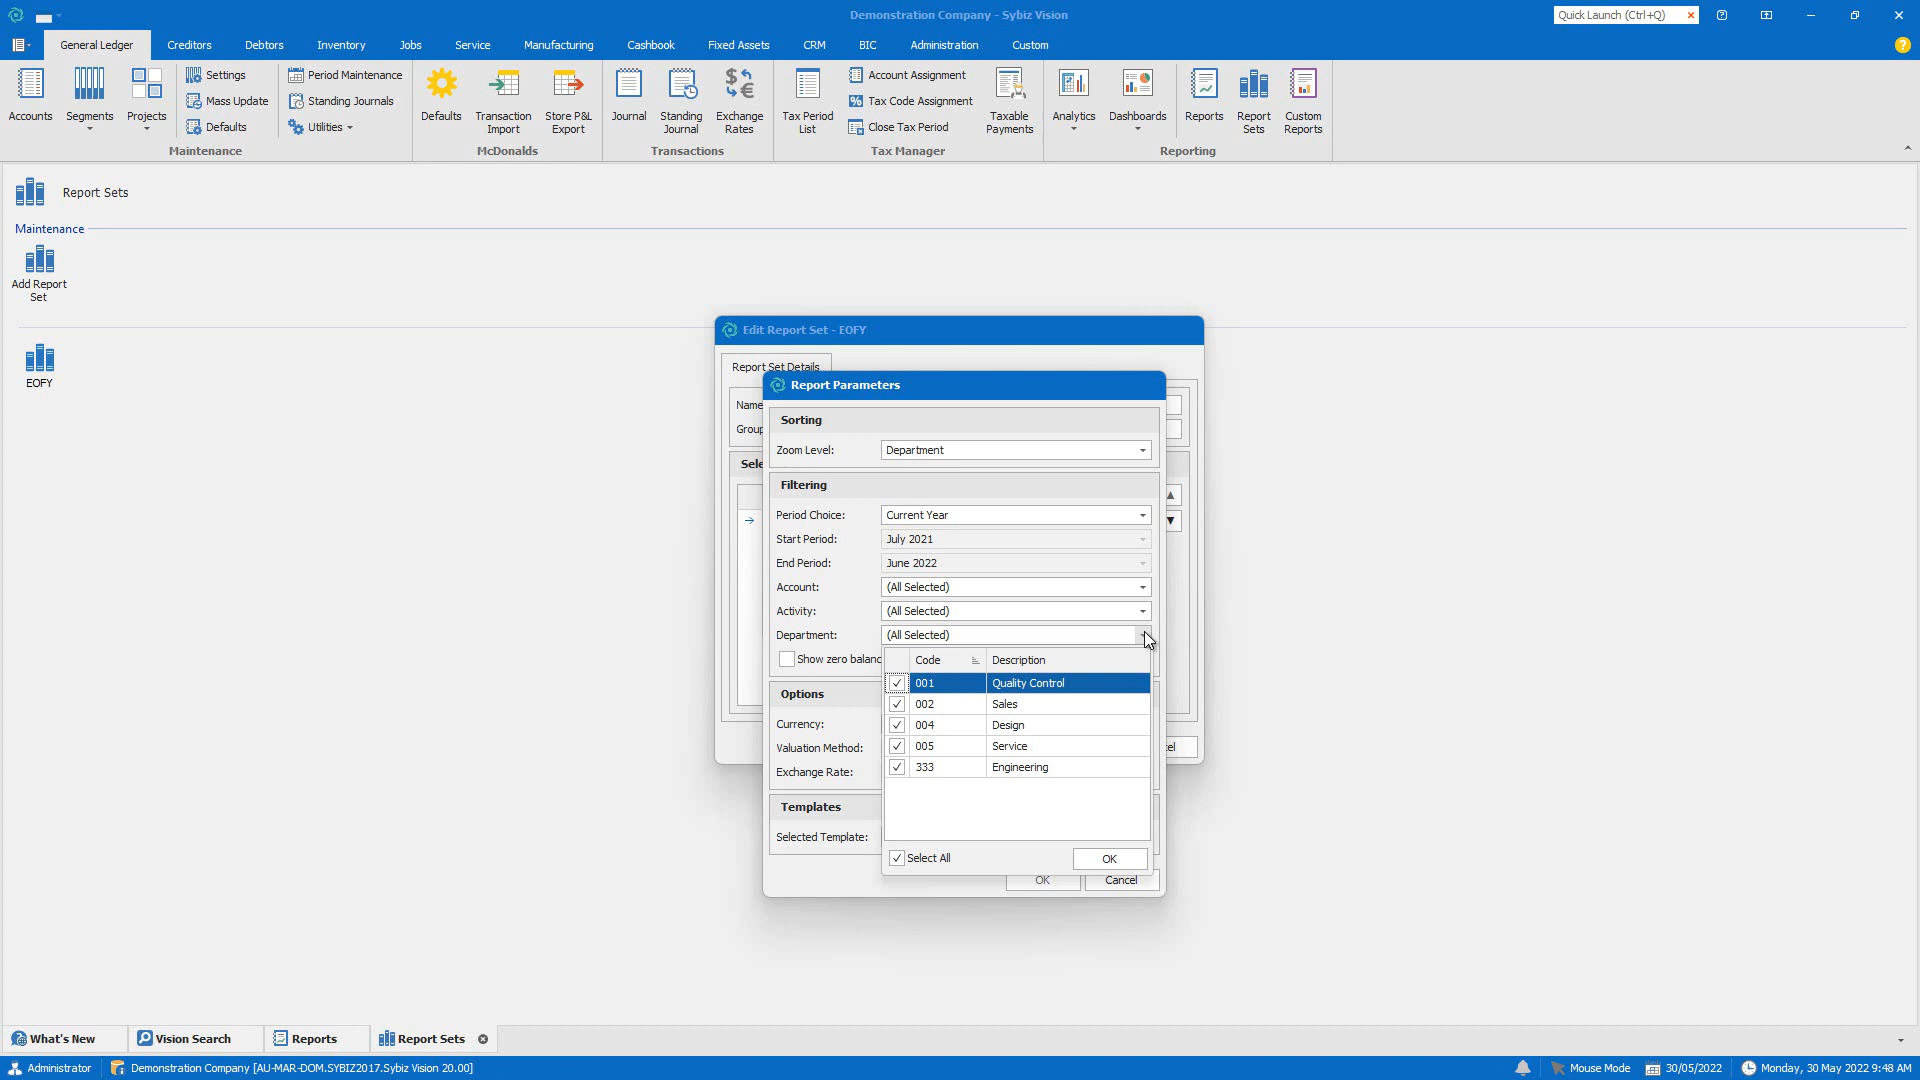 Demonstration Company - Sybiz Vision
Quick Launch (Ctrl+Q)
General Ledger
Creditors
Debtors
Inventory
Jobs
Service
Manufacturing
Cashbook
Fixed Assets
CRM
BIC
Administration
Custom
Accounts
Segments
Projects
Settings
Mass Update
Defaults
Period Maintenance
Standing Journals
Utilities
Maintenance
Defaults
Transaction
Import
Store P&L
Export
McDonalds
Journal
Standing
Journal
Exchange
Rates
Transactions
Tax Period
List
Account Assignment
Tax Code Assignment
Close Tax Period
Taxable
Payments
Tax Manager
Analytics
Dashboards
Reports
Report
Sets
Custom
Reports
Reporting
Report Sets
Maintenance
Add Report
Set
EOFY
Edit Report Set - EOFY
Report Set Details
Name
Group
Sele
Report Parameters
Sorting
Zoom Level: Department
Filtering
Period Choice: Current Year
Start Period: July 2021
End Period: June 2022
Account: (All Selected)
Activity: (All Selected)
Department: (All Selected)
Show zero balanc
Code Description
001 Quality Control
002 Sales
004 Design
005 Service
333 Engineering
Select All
OK
Options
Currency:
Valuation Method:
Exchange Rate:
Templates
Selected Template:
OK
Cancel
cel
What's New
Vision Search
Reports
Report Sets
Administrator
Demonstration Company [AU-MAR-DOM.SYBIZ2017.Sybiz Vision 20.00]
Mouse Mode
30/05/2022
Monday, 30 May 2022 9:48 AM